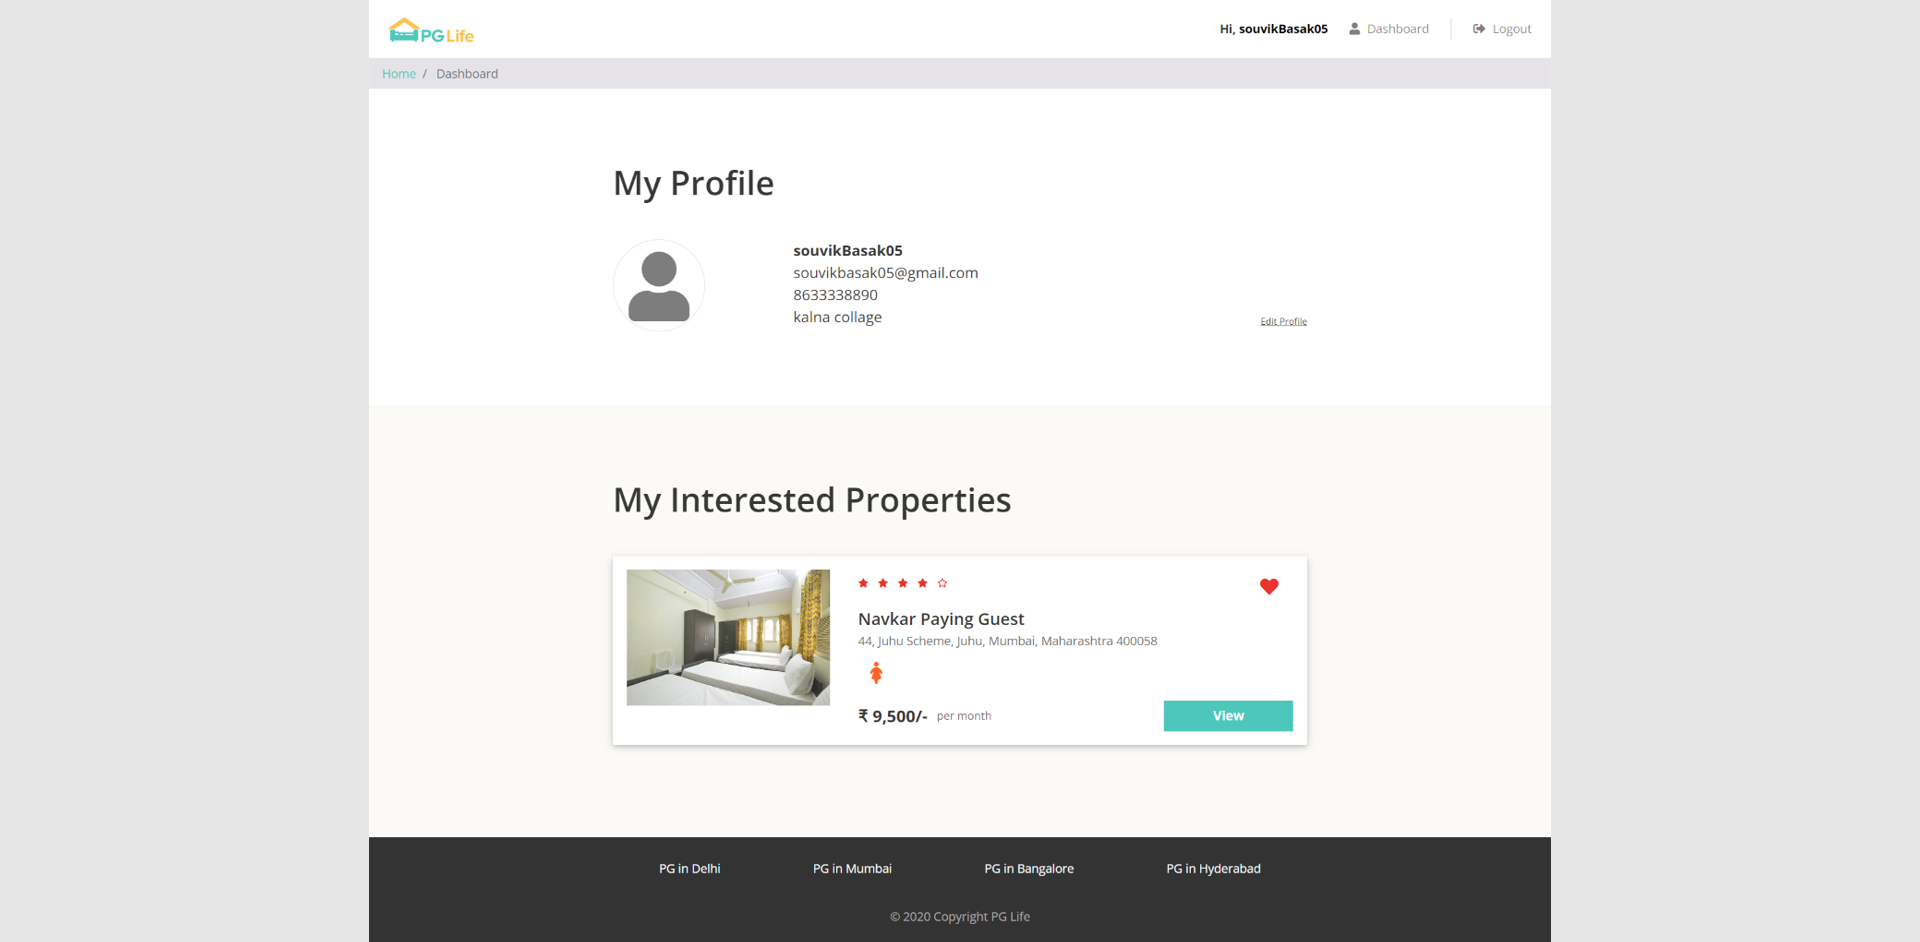 PG Life
Hi, souvikBasak05 Dashboard Logout
Home / Dashboard
My Profile
souvikBasak05
souvikbasak05@gmail.com
8633338890
kalna collage
Edit Profile
My Interested Properties
Navkar Paying Guest
44, Juhu Scheme, Juhu, Mumbai, Maharashtra 400058
₹ 9,500/- per month
View
PG in Delhi PG in Mumbai PG in Bangalore PG in Hyderabad
© 2020 Copyright PG Life